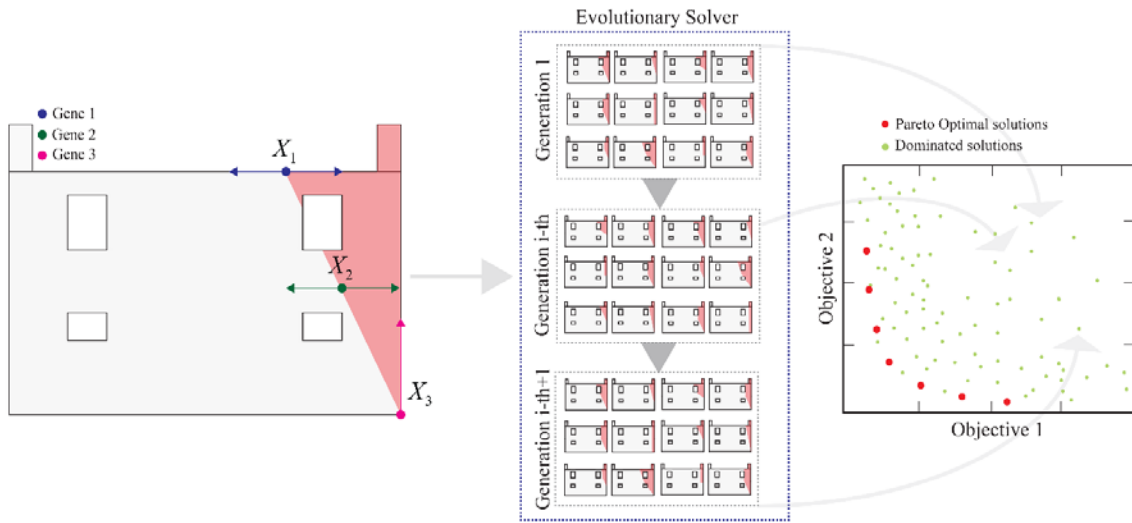 Evolutionary Solver
Gene 1
Gene 2
Gene 3
X1
X2
X3
Generation 1
Generation i-th
Generation i-th+1
Pareto Optimal solutions
Dominated solutions
Objective 2
Objective 1